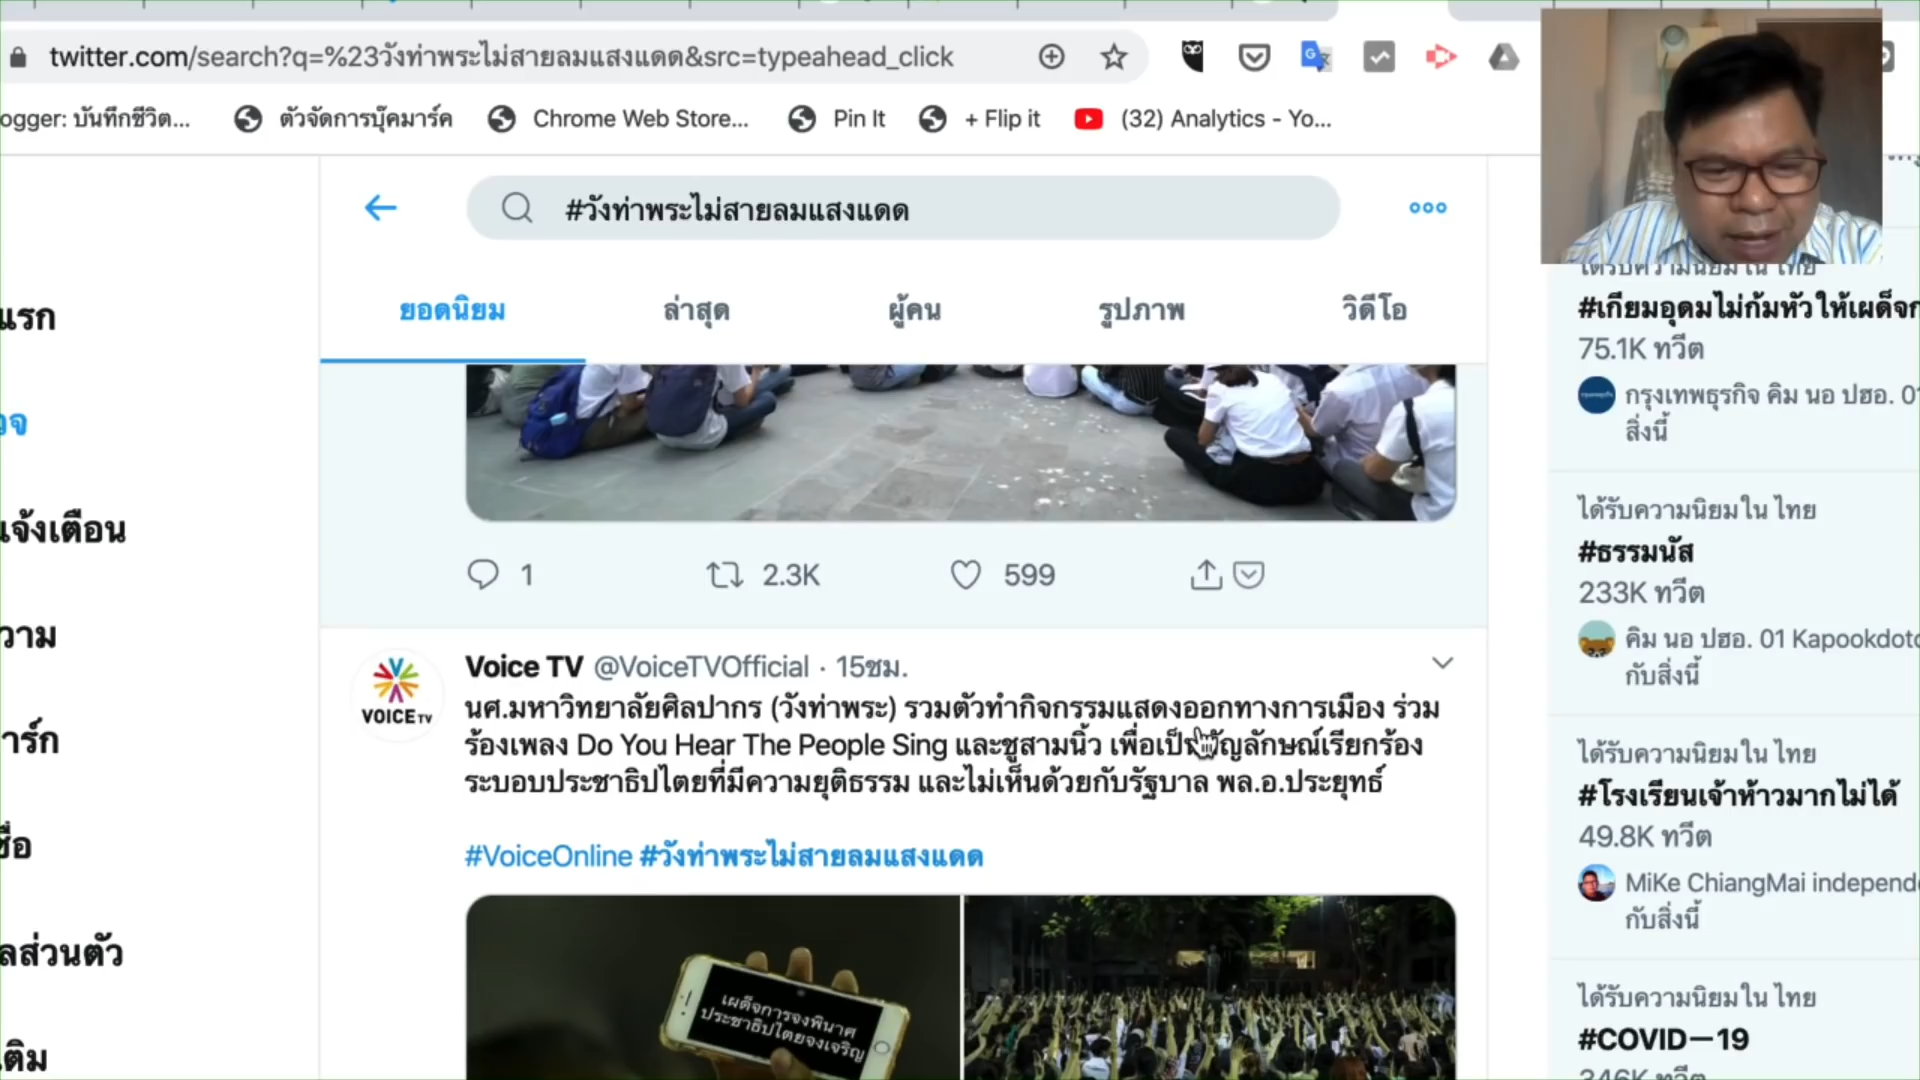 twitter.com/search?q=%23วังท่าพระไม่สายลมแสงแดด&src=typeahead_click
ogger: บันทึกชีวิต...
ตัวจัดการบุ๊คมาร์ค
Chrome Web Store...
Pin It
+ Flip it
(32) Analytics - Yo...
#วังท่าพระไม่สายลมแสงแดด
ยอดนิยม
ล่าสุด
ผู้คน
รูปภาพ
วิดีโอ
แรก
แจ้งเตือน
วาม
าร์ก
ลส่วนตัว
1
2.3K
599
Voice TV @VoiceTVOfficial · 15ชม.
VOICE TV
นศ.มหาวิทยาลัยศิลปากร (วังท่าพระ) รวมตัวทำกิจกรรมแสดงออกทางการเมือง ร่วม
ร้องเพลง Do You Hear The People Sing และชูสามนิ้ว เพื่อเป็นสัญลักษณ์เรียกร้อง
ระบอบประชาธิปไตยที่มีความยุติธรรม และไม่เห็นด้วยกับรัฐบาล พล.อ.ประยุทธ์
#VoiceOnline #วังท่าพระไม่สายลมแสงแดด
เผด็จการจงพินาศ
ประชาธิปไตยจงเจริญ
ได้รับความนิยมใน ไทย
#เกียมอุดมไม่ก้มหัวให้เผด็จก
75.1K ทวีต
กรุงเทพธุรกิจ คิม นอ ปฮอ. 01
สิ่งนี้
ได้รับความนิยมใน ไทย
#ธรรมนัส
233K ทวีต
คิม นอ ปฮอ. 01 Kapookdotc
กับสิ่งนี้
ได้รับความนิยมใน ไทย
#โรงเรียนเจ้าห้าวมากไม่ได้
49.8K ทวีต
MiKe ChiangMai independe
กับสิ่งนี้
ได้รับความนิยมใน ไทย
#COVID—19
346K ทวีต